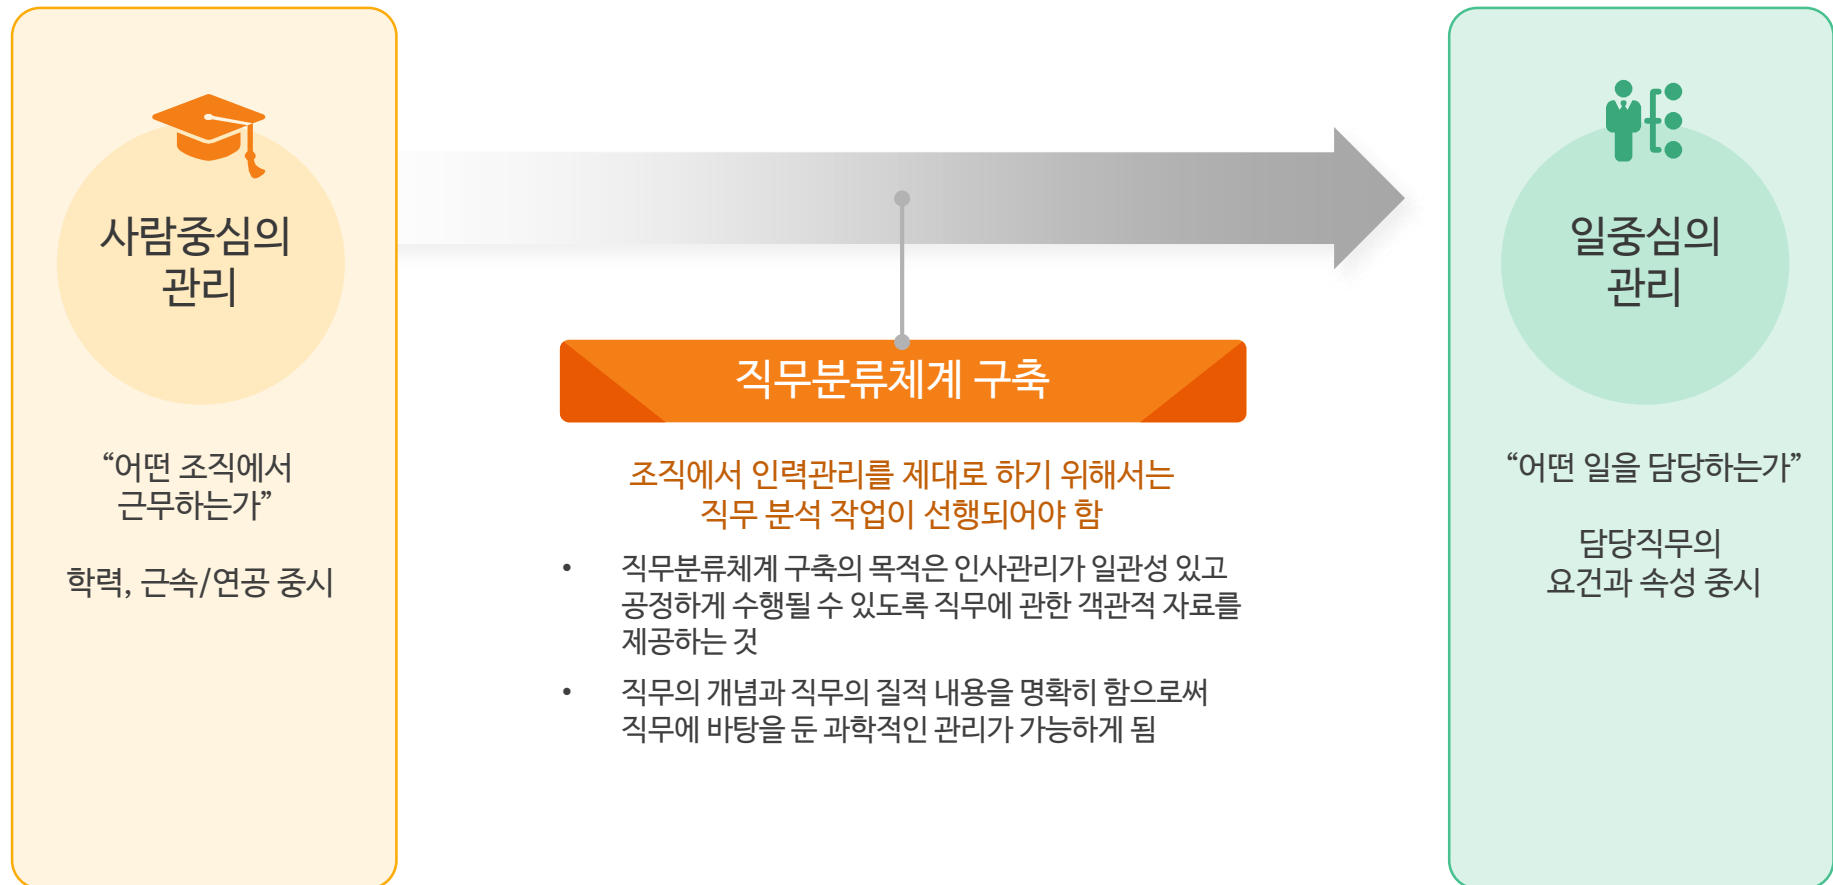 사람중심의
관리
“어떤 조직에서
근무하는가”
학력, 근속/연공 중시
직무분류체계 구축
조직에서 인력관리를 제대로 하기 위해서는
직무 분석 작업이 선행되어야 함
• 직무분류체계 구축의 목적은 인사관리가 일관성 있고
공정하게 수행될 수 있도록 직무에 관한 객관적 자료를
제공하는 것
• 직무의 개념과 직무의 질적 내용을 명확히 함으로써
직무에 바탕을 둔 과학적인 관리가 가능하게 됨
일중심의
관리
“어떤 일을 담당하는가”
담당직무의
요건과 속성 중시